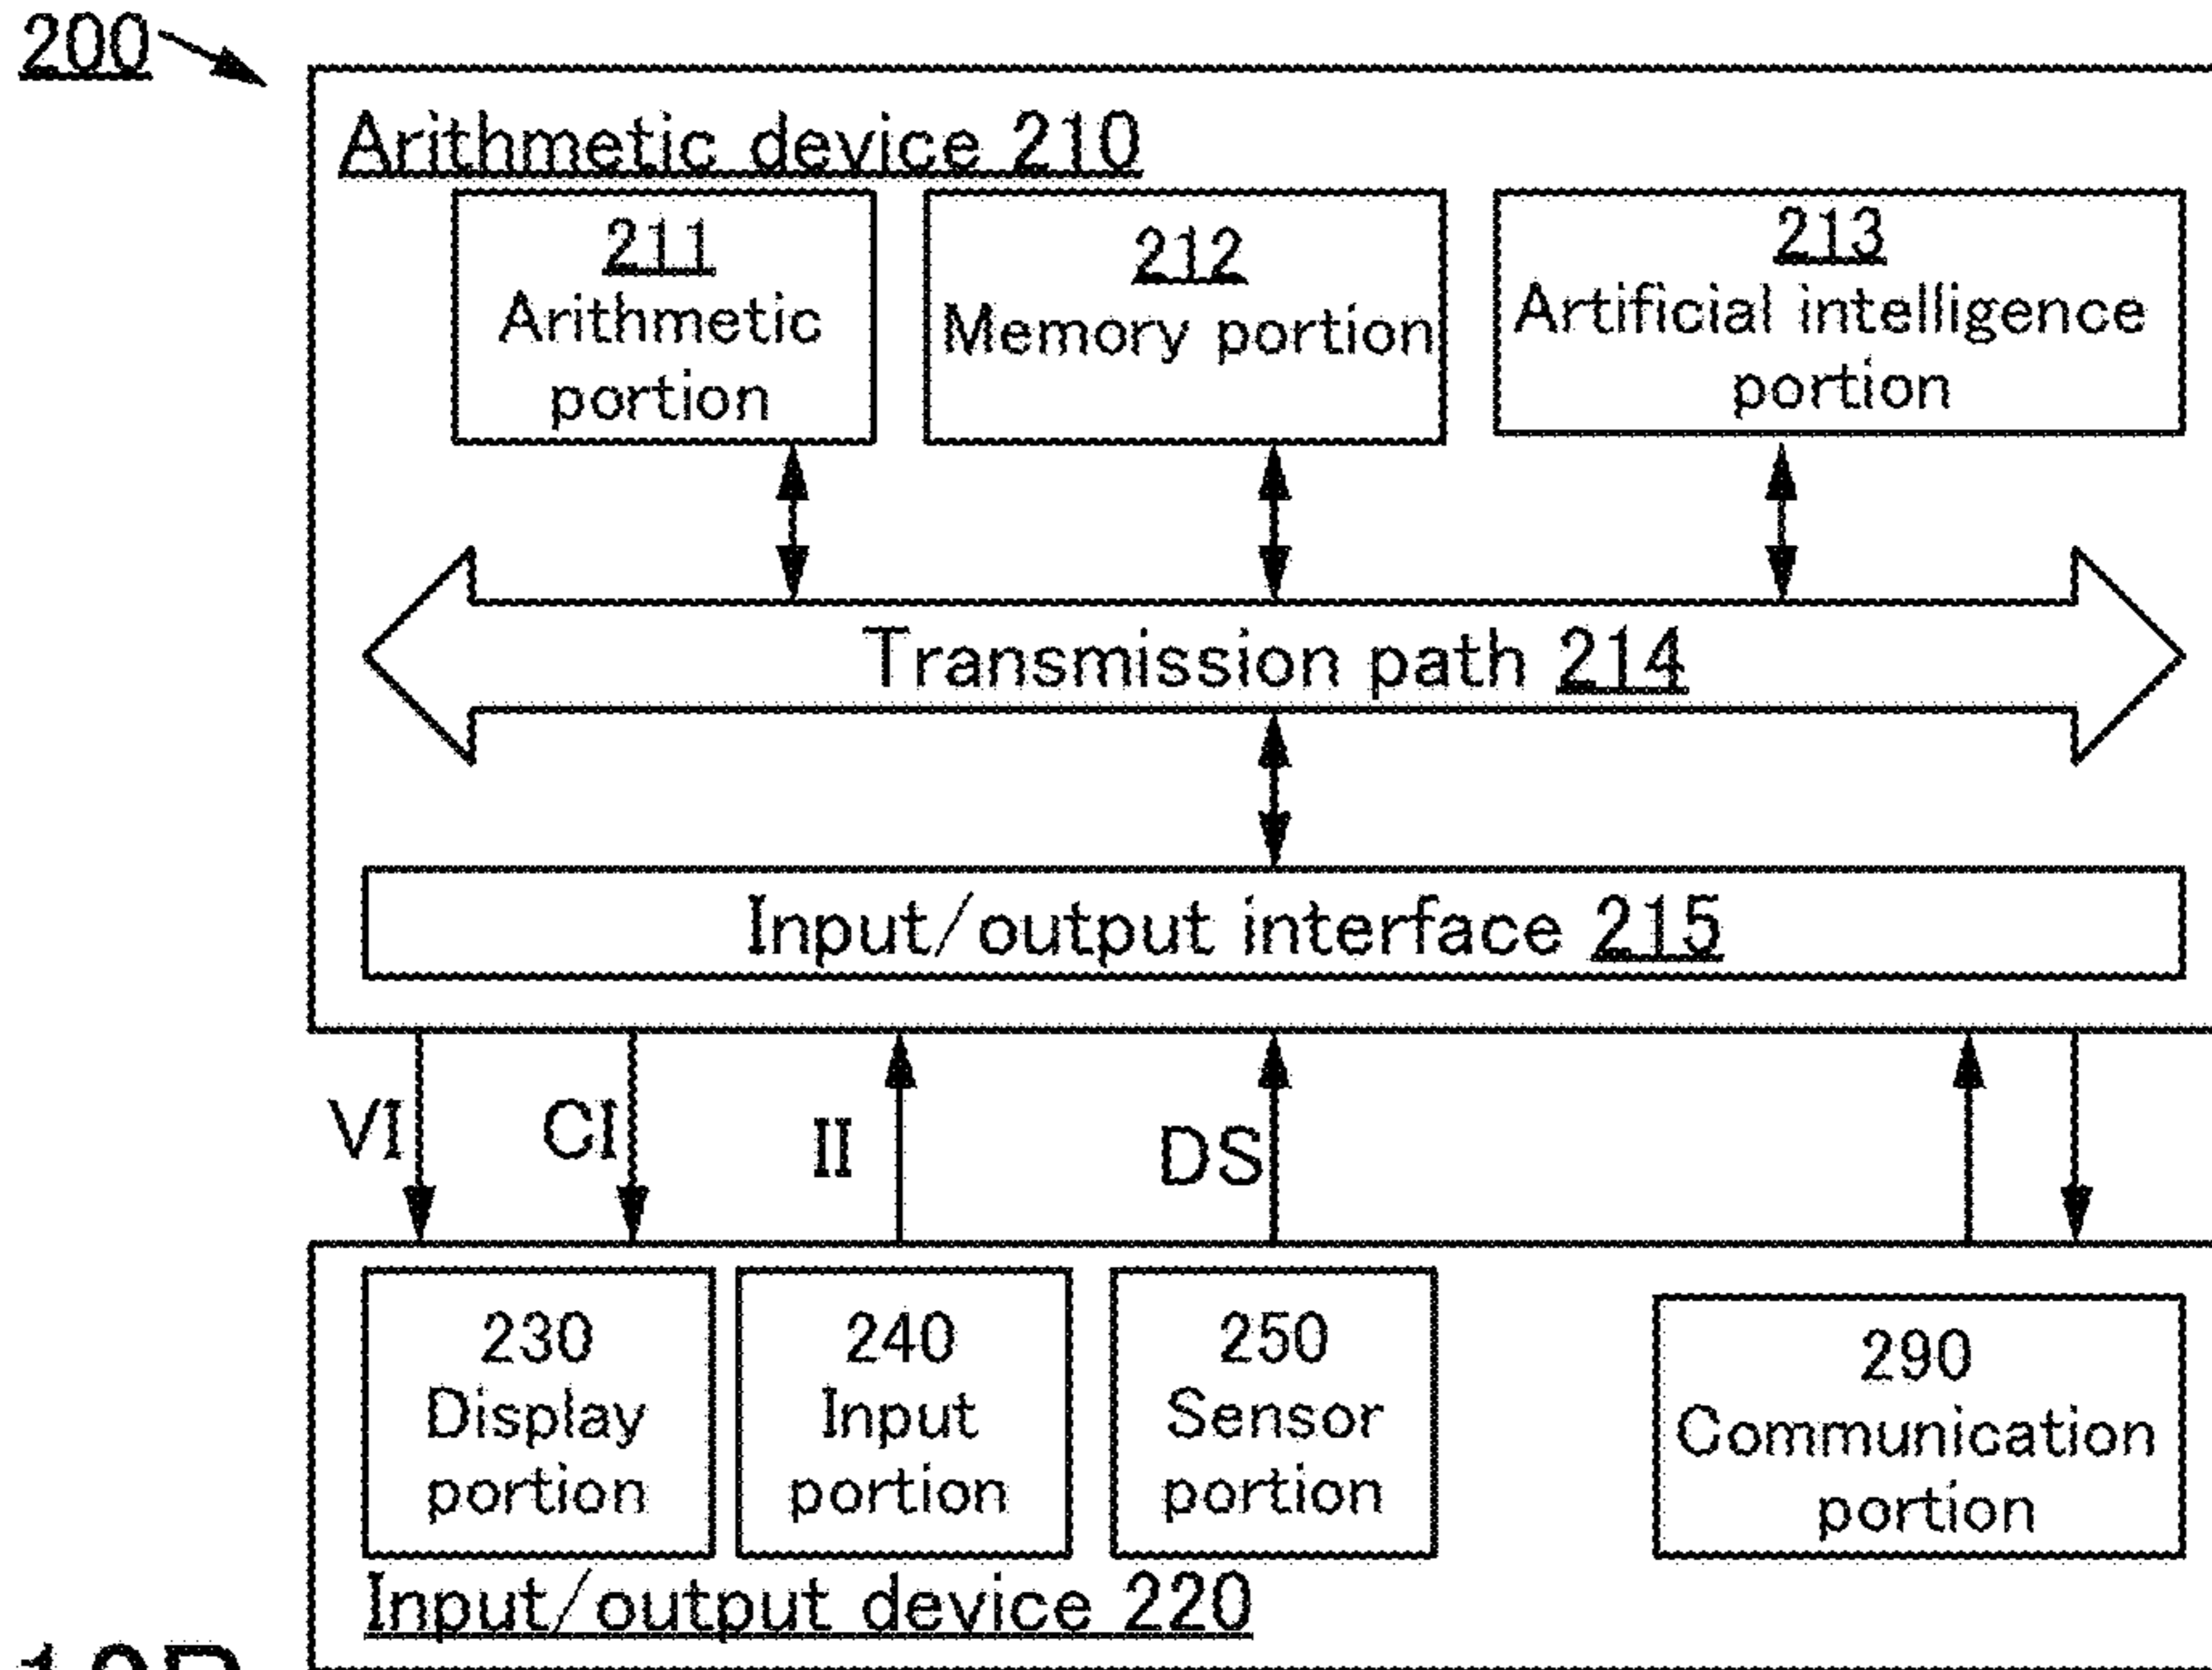 200
Arithmetic device 210
211
Arithmetic
portion
212
Memory portion
213
Artificial intelligence
portion
Transmission path 214
Input/output interface 215
VI
CI
II
DS
230
Display
portion
240
Input
portion
250
Sensor
portion
290
Communication
portion
Input/output device 220